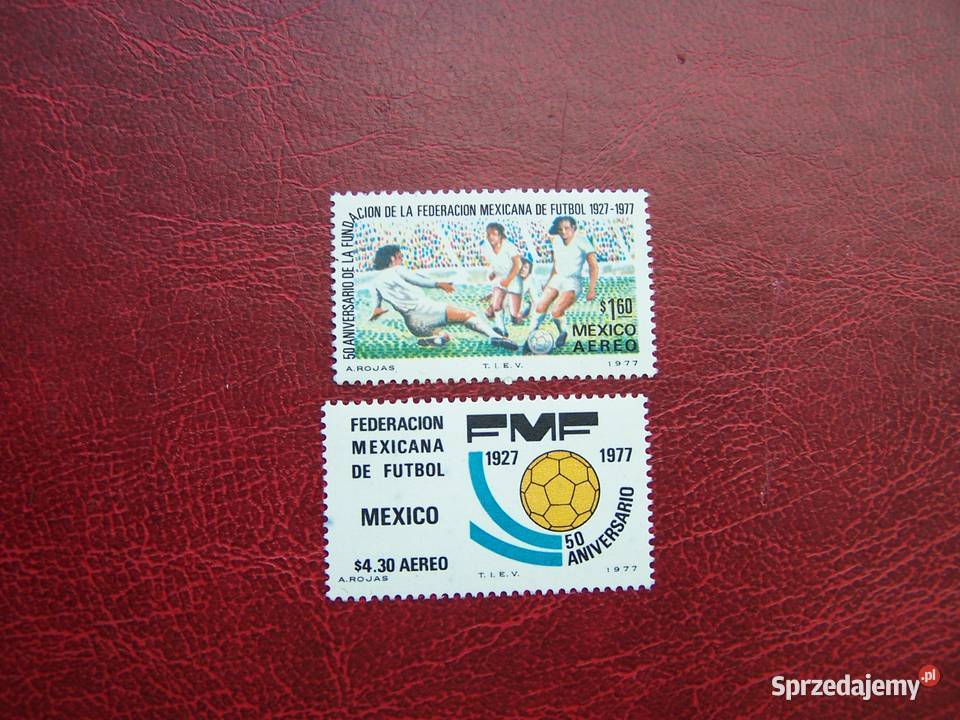 50 ANIVERSARIO DE LA FUNDACION DE LA FEDERACION MEXICANA DE FUTBOL 1927-1977
$1.60
MEXICO
AEREO
A.ROJAS T.I.E.V. 1977
FEDERACION
MEXICANA
DE FUTBOL
MEXICO
$4.30 AEREO
FMF
1927 1977
50
ANIVERSARIO
A.ROJAS T.I.E.V. 1977
Sprzedajemy.pl